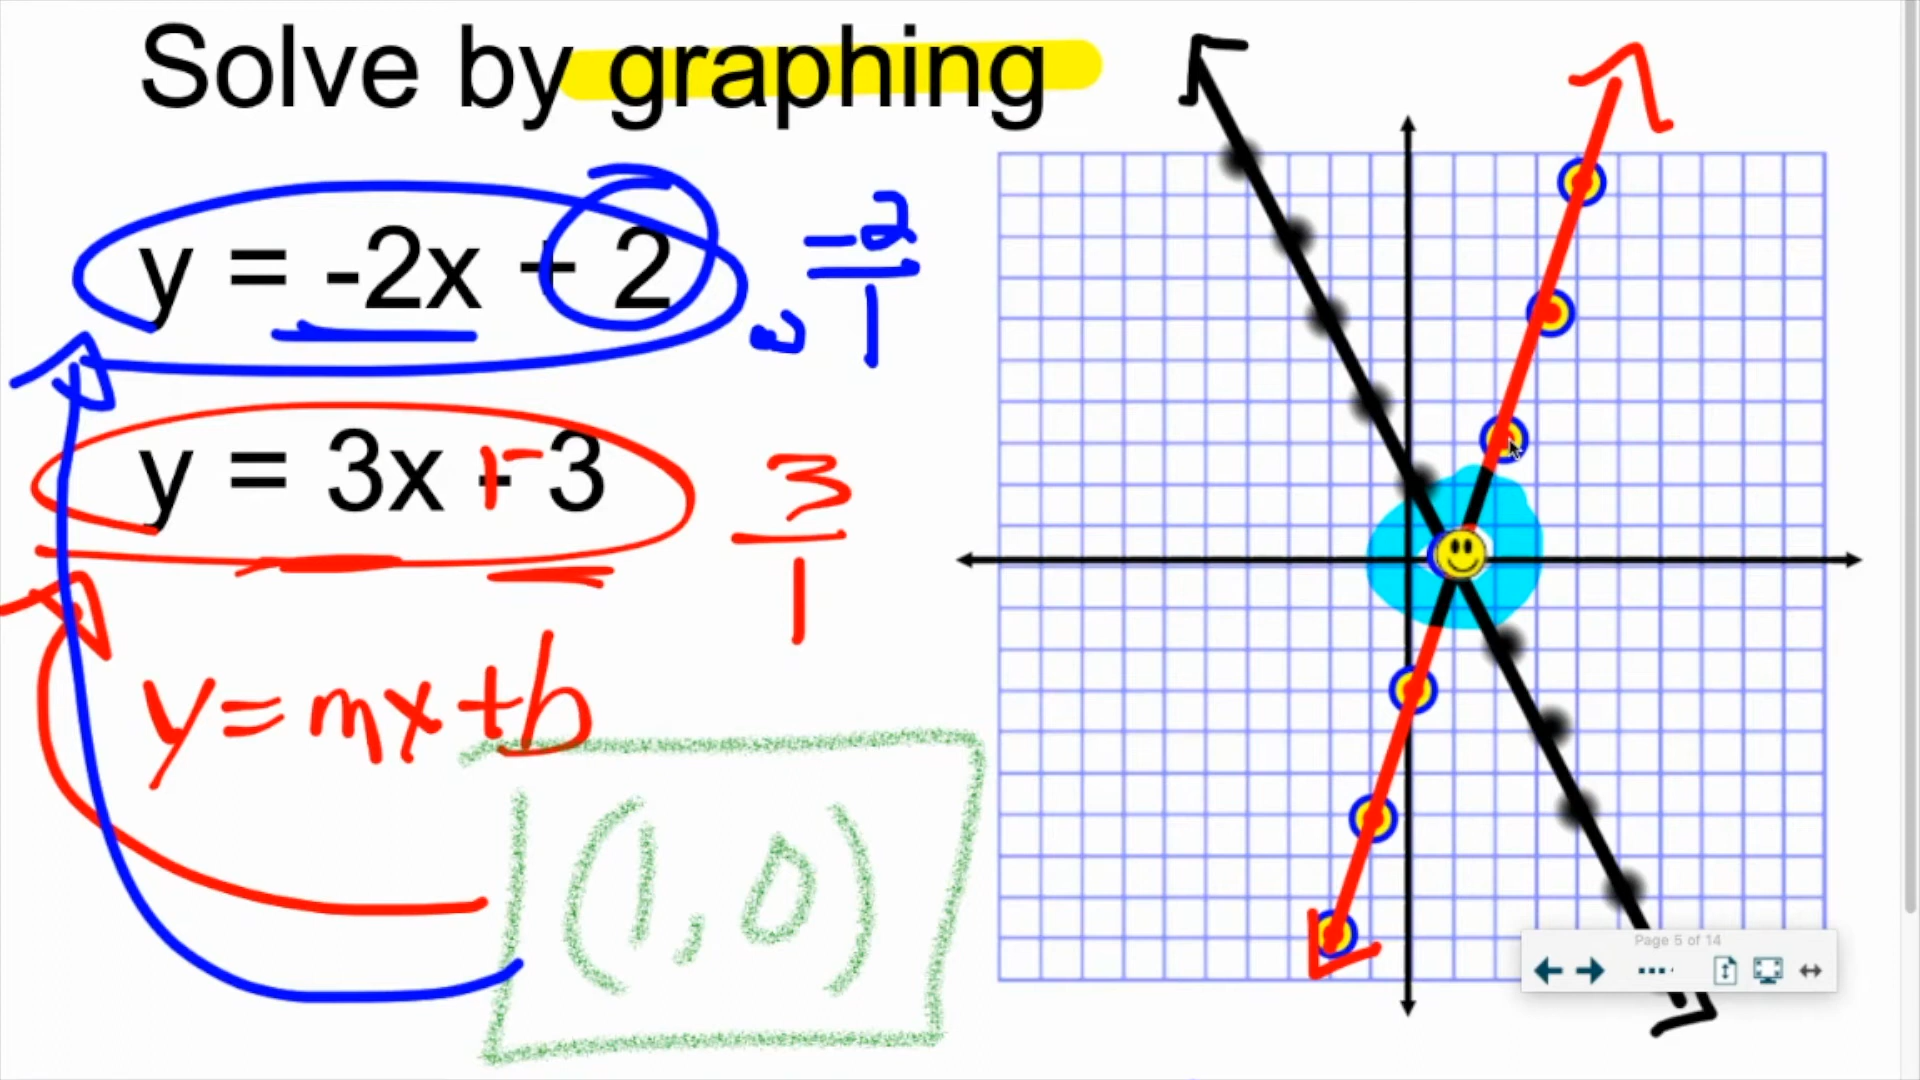 Solve by graphing
y = -2x + 2
-2
1
y = 3x + -3
3
1
y = mx + b
(1, 0)
Page 5 of 14